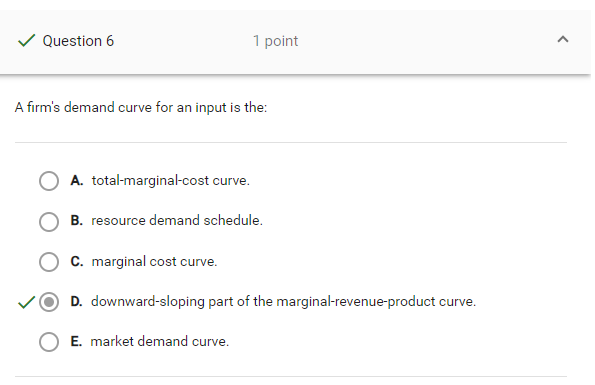 Question 6 1 point
A firm's demand curve for an input is the:
A. total-marginal-cost curve.
B. resource demand schedule.
C. marginal cost curve.
D. downward-sloping part of the marginal-revenue-product curve.
E. market demand curve.